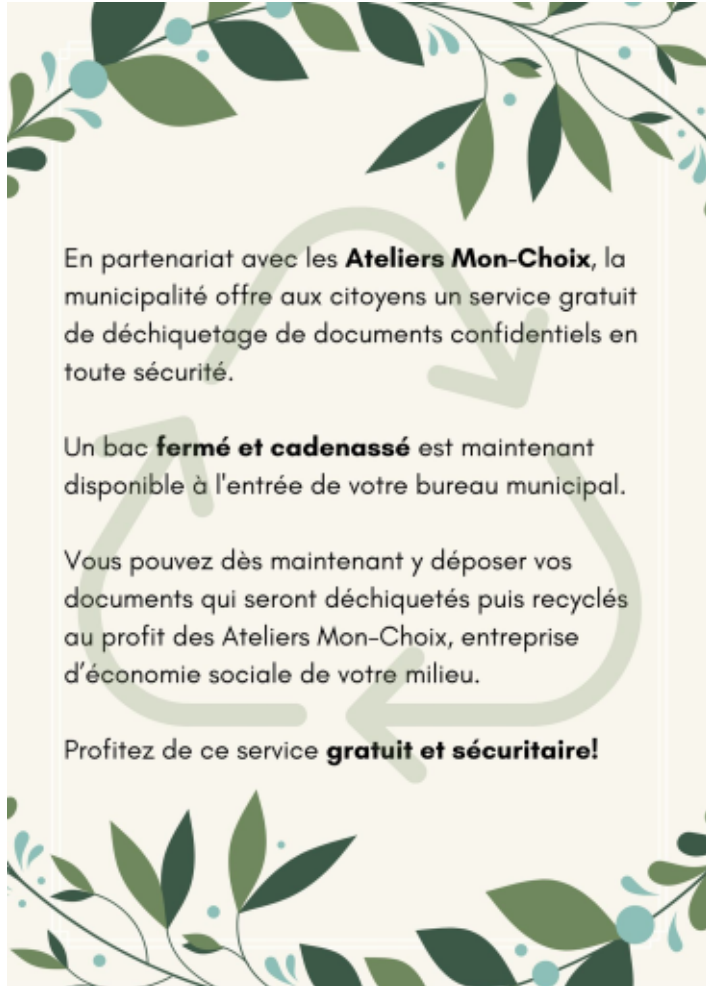 En partenariat avec les Ateliers Mon-Choix, la
municipalité offre aux citoyens un service gratuit
de déchiquetage de documents confidentiels en
toute sécurité.
Un bac fermé et cadenassé est maintenant
disponible à l'entrée de votre bureau municipal.
Vous pouvez dès maintenant y déposer vos
documents qui seront déchiquetés puis recyclés
au profit des Ateliers Mon-Choix, entreprise
d’économie sociale de votre milieu.
Profitez de ce service gratuit et sécuritaire!